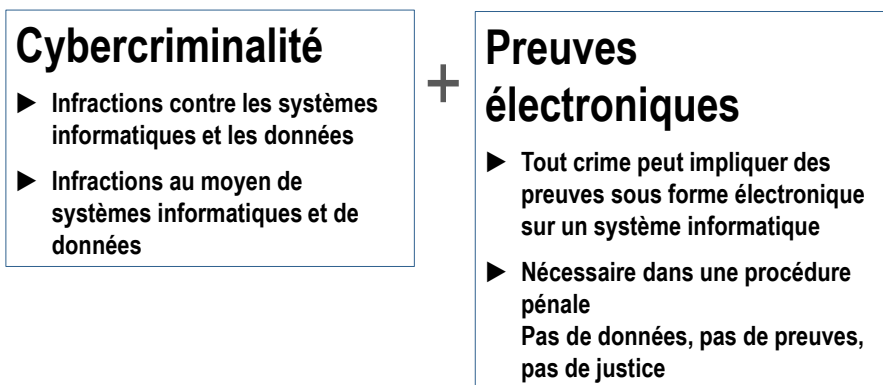 Cybercriminalité
▶ Infractions contre les systèmes
informatiques et les données
▶ Infractions au moyen de
systèmes informatiques et de
données
+
Preuves
électroniques
▶ Tout crime peut impliquer des
preuves sous forme électronique
sur un système informatique
▶ Nécessaire dans une procédure
pénale
Pas de données, pas de preuves,
pas de justice